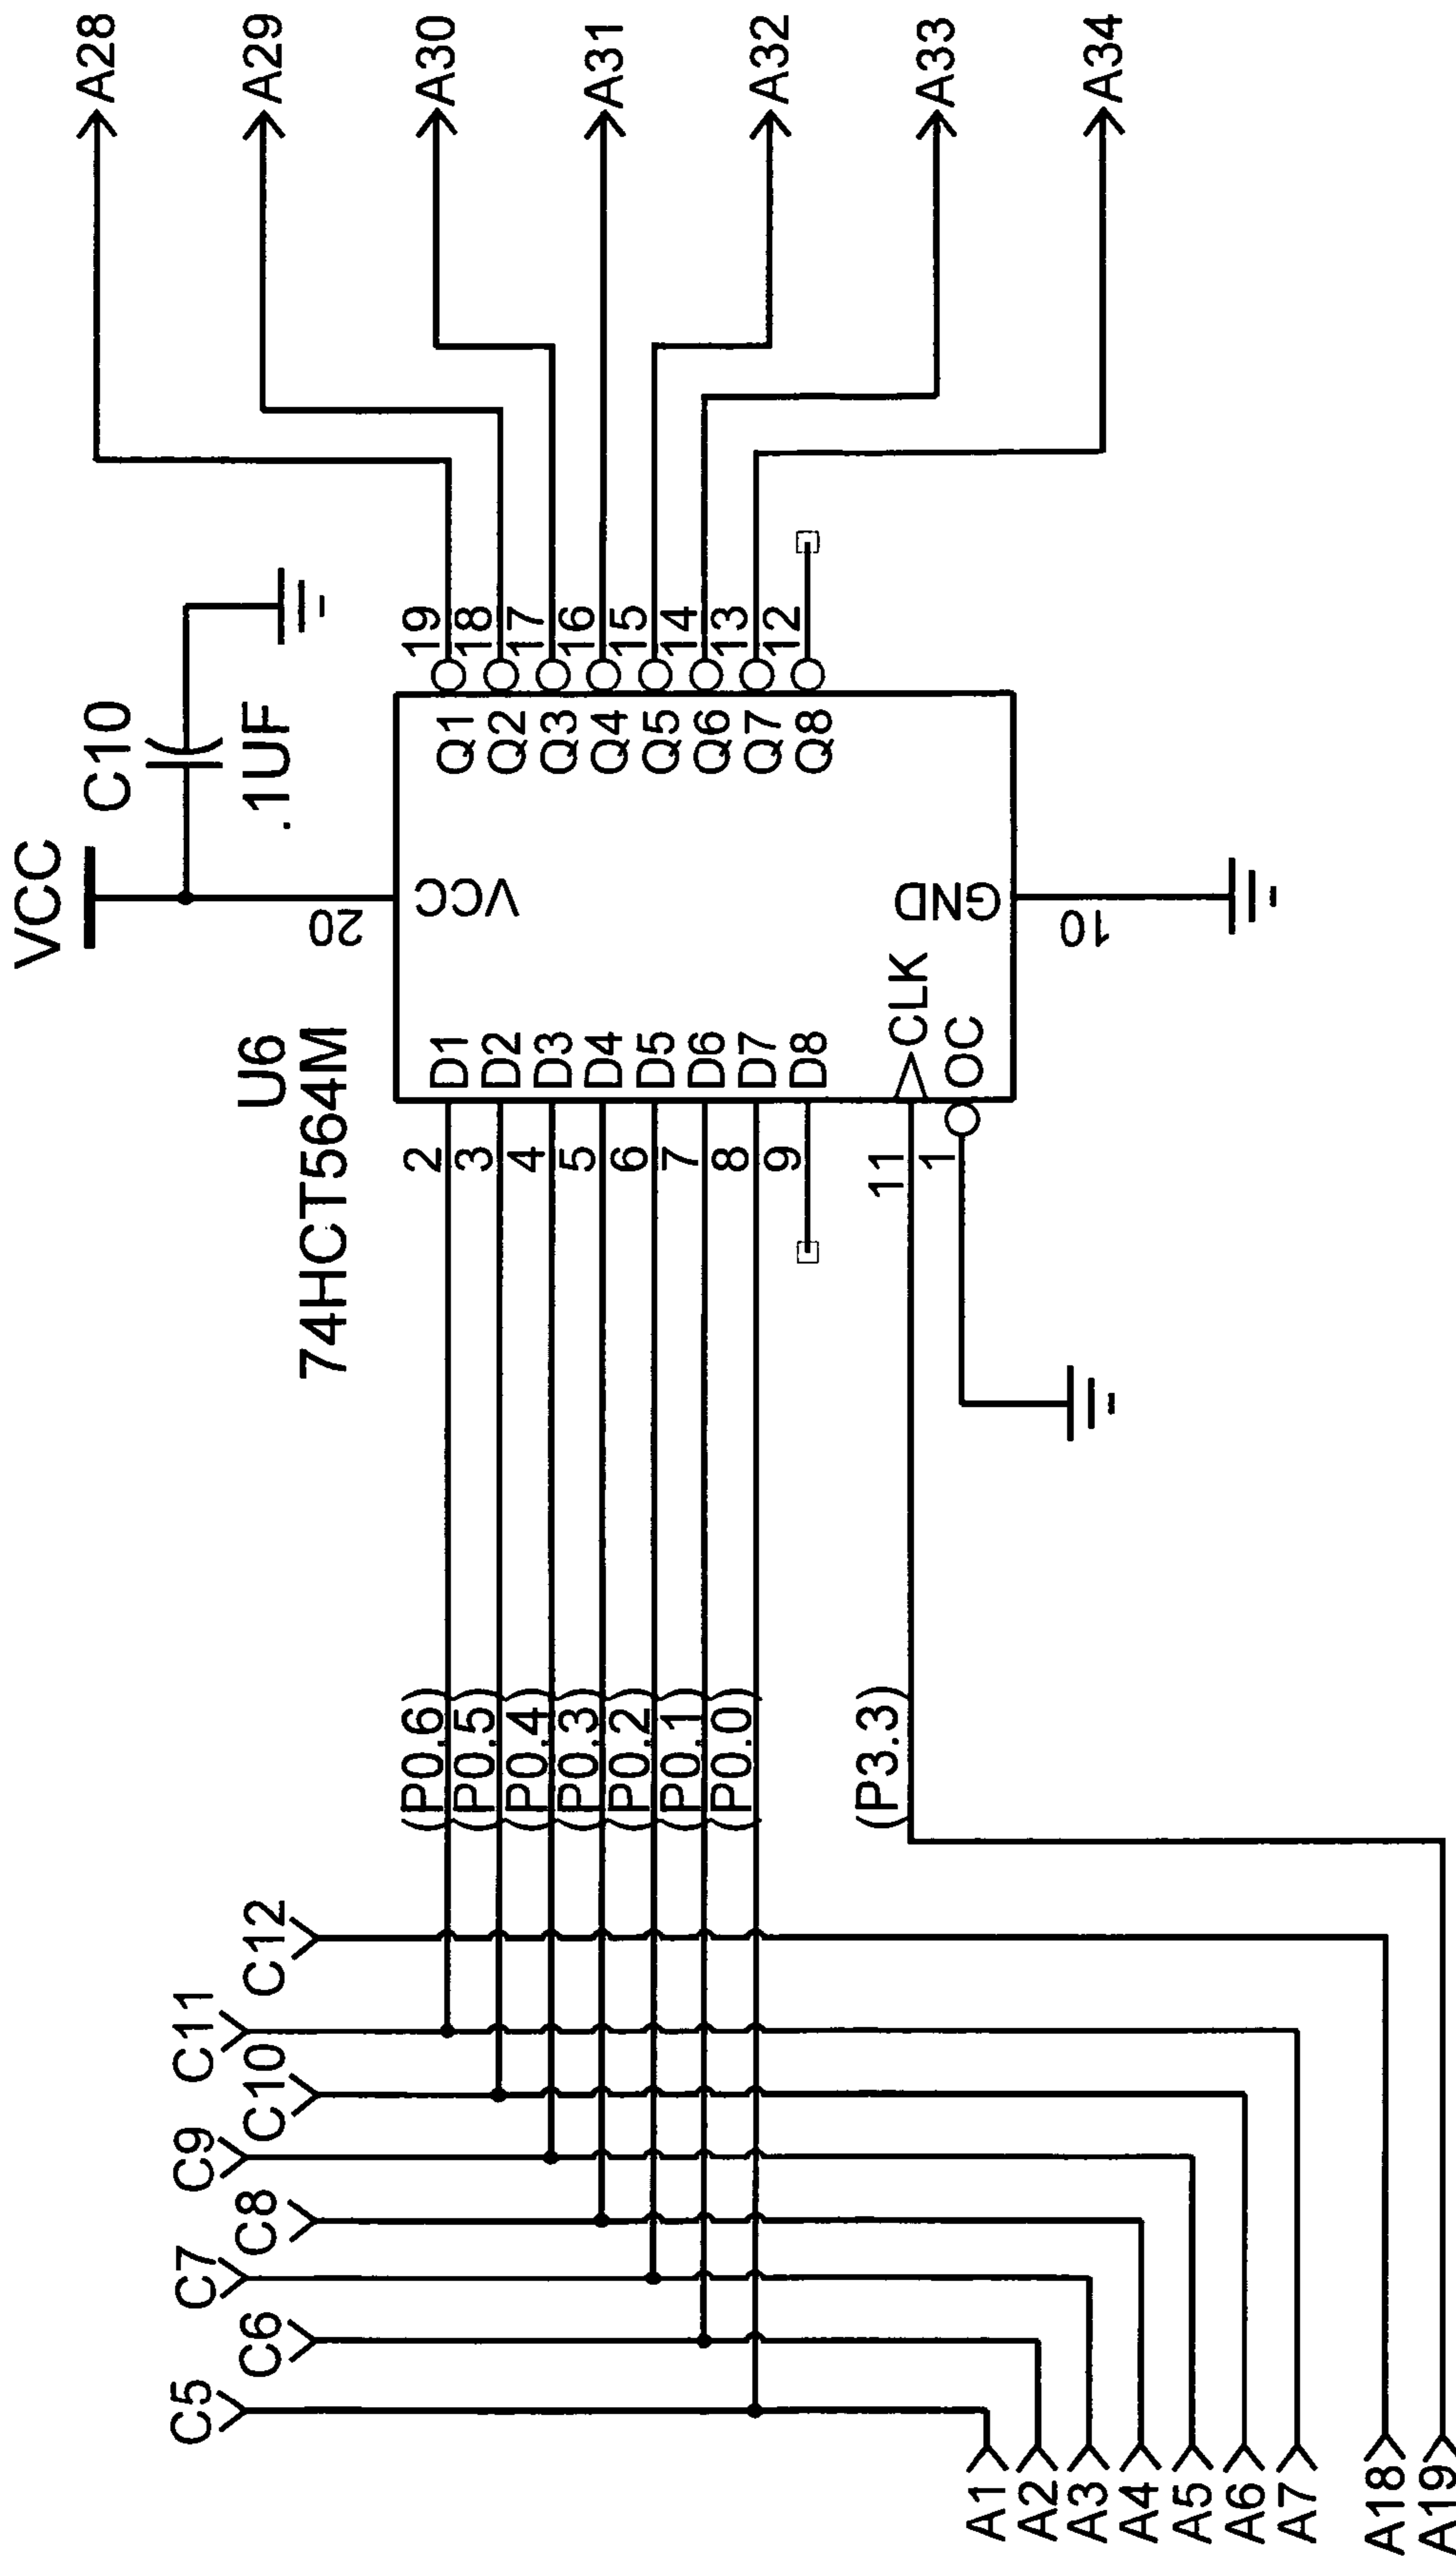 VCC
C10
.1UF
U6
74HCT564M
20
VCC
GND
10
D1
D2
D3
D4
D5
D6
D7
D8
CLK
OC
2
3
4
5
6
7
8
9
11
1
Q1
Q2
Q3
Q4
Q5
Q6
Q7
Q8
19
18
17
16
15
14
13
12
A28
A29
A30
A31
A32
A33
A34
(P0.6)
(P0.5)
(P0.4)
(P0.3)
(P0.2)
(P0.1)
(P0.0)
(P3.3)
C5
C6
C7
C8
C9
C10
C11
C12
A1
A2
A3
A4
A5
A6
A7
A18
A19